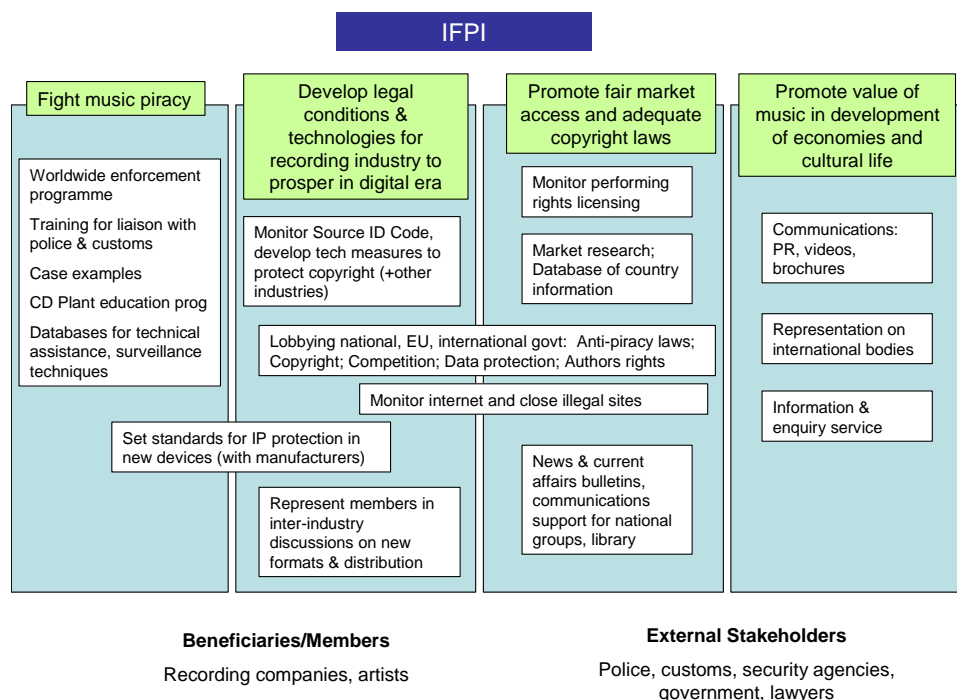 IFPI
Fight music piracy
Develop legal
conditions &
technologies for
recording industry to
prosper in digital era
Promote fair market
access and adequate
copyright laws
Promote value of
music in development
of economies and
cultural life
Worldwide enforcement
programme
Training for liaison with
police & customs
Case examples
CD Plant education prog
Databases for technical
assistance, surveillance
techniques
Monitor Source ID Code,
develop tech measures to
protect copyright (+other
industries)
Monitor performing
rights licensing
Market research;
Database of country
information
Communications:
PR, videos,
brochures
Lobbying national, EU, international govt: Anti-piracy laws;
Copyright; Competition; Data protection; Authors rights
Representation on
international bodies
Monitor internet and close illegal sites
Information &
enquiry service
Set standards for IP protection in
new devices (with manufacturers)
News & current
affairs bulletins,
communications
support for national
groups, library
Represent members in
inter-industry
discussions on new
formats & distribution
Beneficiaries/Members
Recording companies, artists
External Stakeholders
Police, customs, security agencies,
government, lawyers